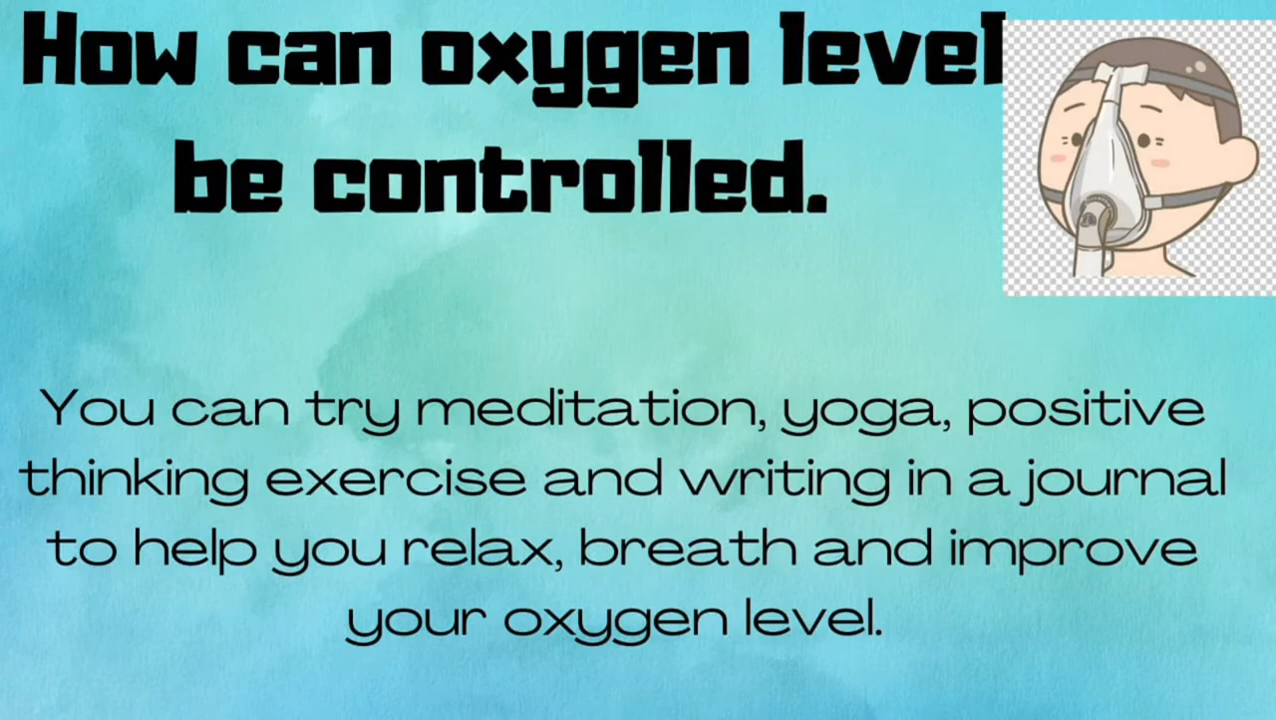 How can oxygen level
be controlled.
You can try meditation, yoga, positive
thinking exercise and writing in a journal
to help you relax, breath and improve
your oxygen level.